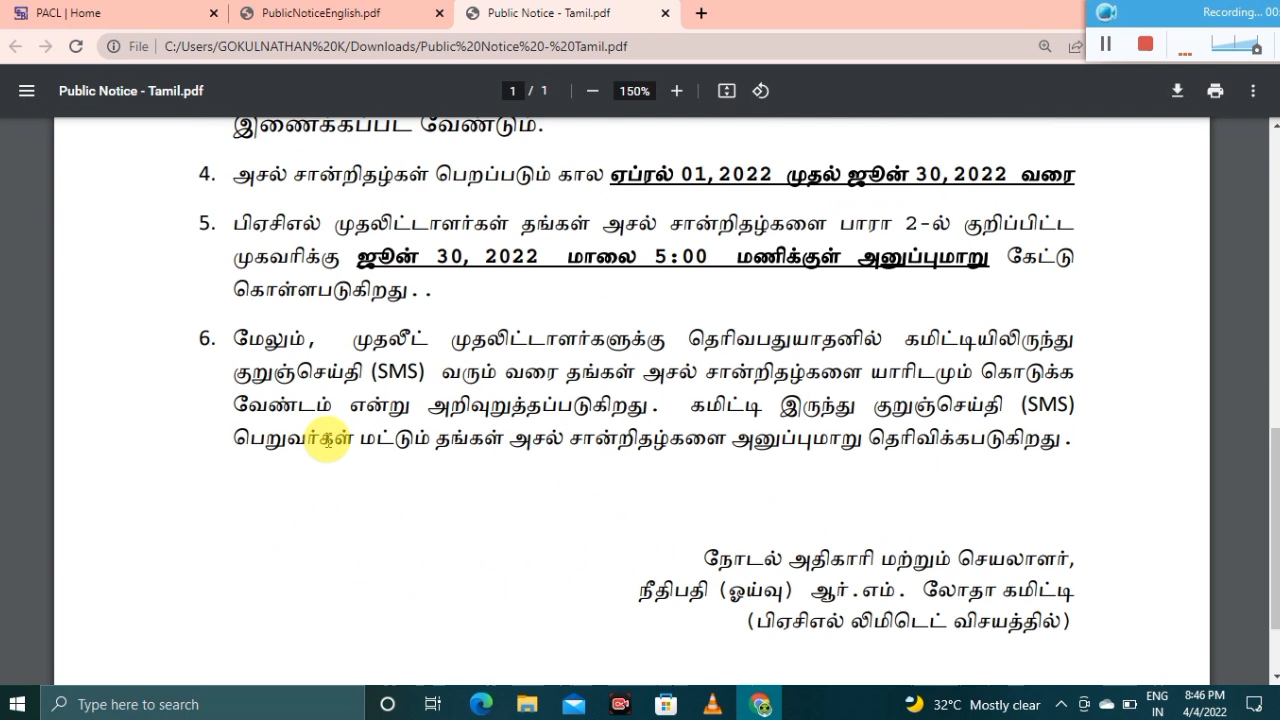 PACL | Home
PublicNoticeEnglish.pdf
Public Notice - Tamil.pdf
Recording... 00:
File
C:/Users/GOKULNATHAN%20K/Downloads/Public%20Notice%20-%20Tamil.pdf
Public Notice - Tamil.pdf
1 / 1
150%
இணைக்கப்பட வேண்டும்.
4. அசல் சான்றிதழ்கள் பெறப்படும் கால ஏப்ரல் 01,2022 முதல் ஜூன் 30,2022 வரை
5. பிஏசிஎல் முதலிட்டாளர்கள் தங்கள் அசல் சான்றிதழ்களை பாரா 2-ல் குறிப்பிட்ட
முகவரிக்கு ஜூன் 30, 2022 மாலை 5:00 மணிக்குள் அனுப்புமாறு கேட்டு
கொள்ளபடுகிறது..
6. மேலும், முதலீட் முதலிட்டாளர்களுக்கு தெரிவபதுயாதனில் கமிட்டியிலிருந்து
குறுஞ்செய்தி (SMS) வரும் வரை தங்கள் அசல் சான்றிதழ்களை யாரிடமும் கொடுக்க
வேண்டம் என்று அறிவுறுத்தப்படுகிறது. கமிட்டி இருந்து குறுஞ்செய்தி (SMS)
பெறுவர்கள் மட்டும் தங்கள் அசல் சான்றிதழ்களை அனுப்புமாறு தெரிவிக்கபடுகிறது.
நோடல் அதிகாரி மற்றும் செயலாளர்,
நீதிபதி (ஓய்வு) ஆர்.எம். லோதா கமிட்டி
(பிஏசிஎல் லிமிடெட் விசயத்தில்)
Type here to search
32°C Mostly clear
ENG
IN
8:46 PM
4/4/2022